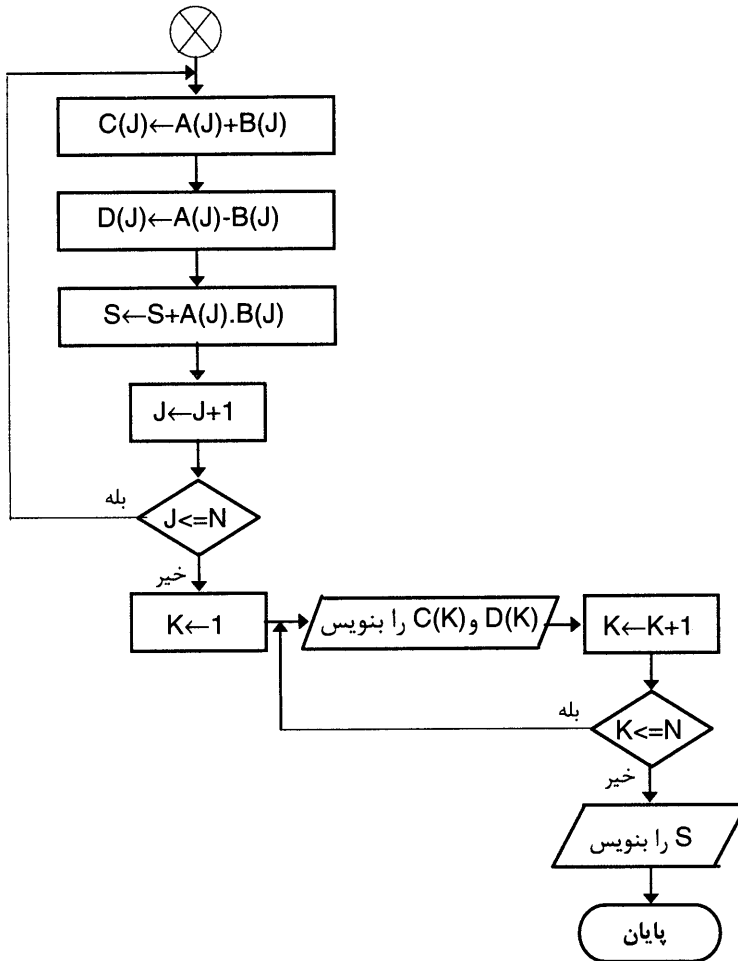 C(J)←A(J)+B(J)
D(J)←A(J)-B(J)
S←S+A(J).B(J)
J←J+1
بله
J<=N
خیر
K←1
C(K) و D(K) را بنویس
K←K+1
بله
K<=N
خیر
S را بنویس
پایان